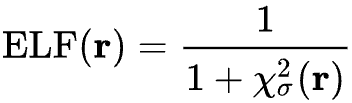 ELF(𝐫) = 1 / (1 + χ_σ^2(𝐫))